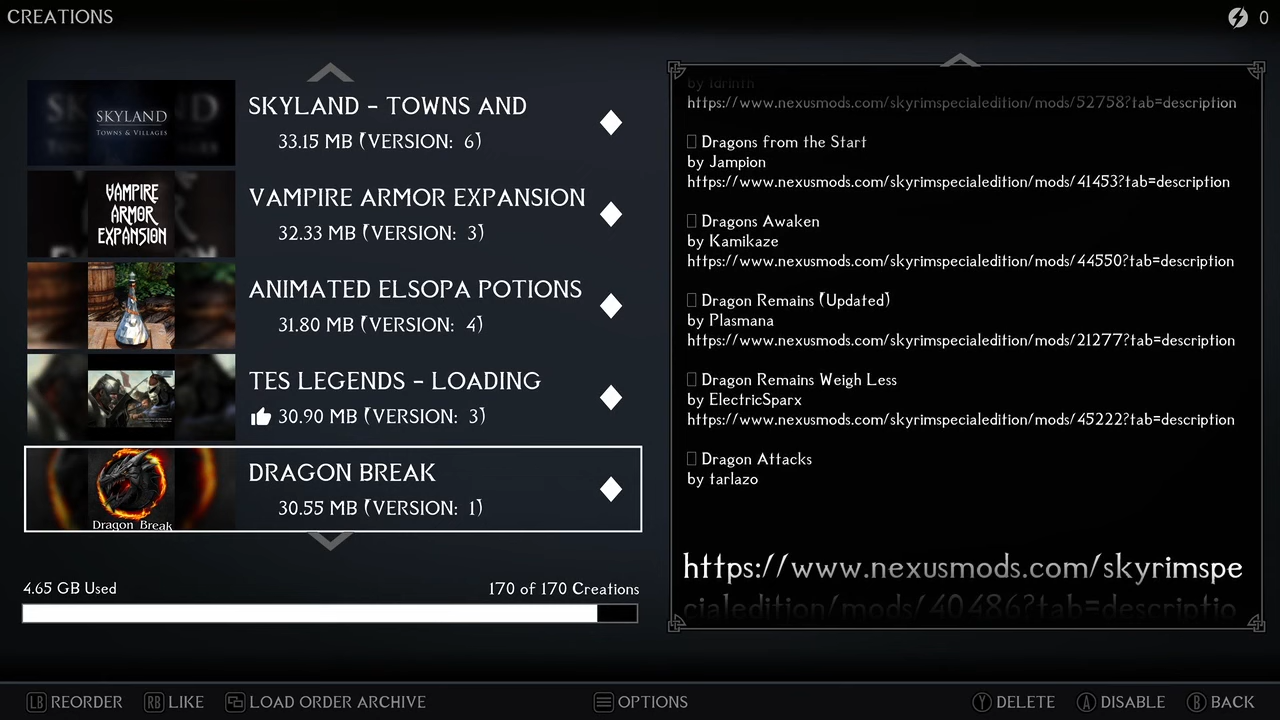 CREATIONS
0
SKYLAND
TOWNS & VILLAGES
SKYLAND - TOWNS AND
33.15 MB (VERSION: 6)
VAMPIRE
ARMOR
EXPANSION
VAMPIRE ARMOR EXPANSION
32.33 MB (VERSION: 3)
ANIMATED ELSOPA POTIONS
31.80 MB (VERSION: 4)
TES LEGENDS - LOADING
30.90 MB (VERSION: 3)
Dragon Break
DRAGON BREAK
30.55 MB (VERSION: 1)
4.65 GB Used
170 of 170 Creations
by Idrinth
https://www.nexusmods.com/skyrimspecialedition/mods/52758?tab=description
Dragons from the Start
by Jampion
https://www.nexusmods.com/skyrimspecialedition/mods/41453?tab=description
Dragons Awaken
by Kamikaze
https://www.nexusmods.com/skyrimspecialedition/mods/44550?tab=description
Dragon Remains (Updated)
by Plasmana
https://www.nexusmods.com/skyrimspecialedition/mods/21277?tab=description
Dragon Remains Weigh Less
by ElectricSparx
https://www.nexusmods.com/skyrimspecialedition/mods/45222?tab=description
Dragon Attacks
by tarlazo
https://www.nexusmods.com/skyrimspe
cialedition/mods/40486?tab=descriptio
LB REORDER
RB LIKE
LOAD ORDER ARCHIVE
OPTIONS
Y DELETE
A DISABLE
B BACK